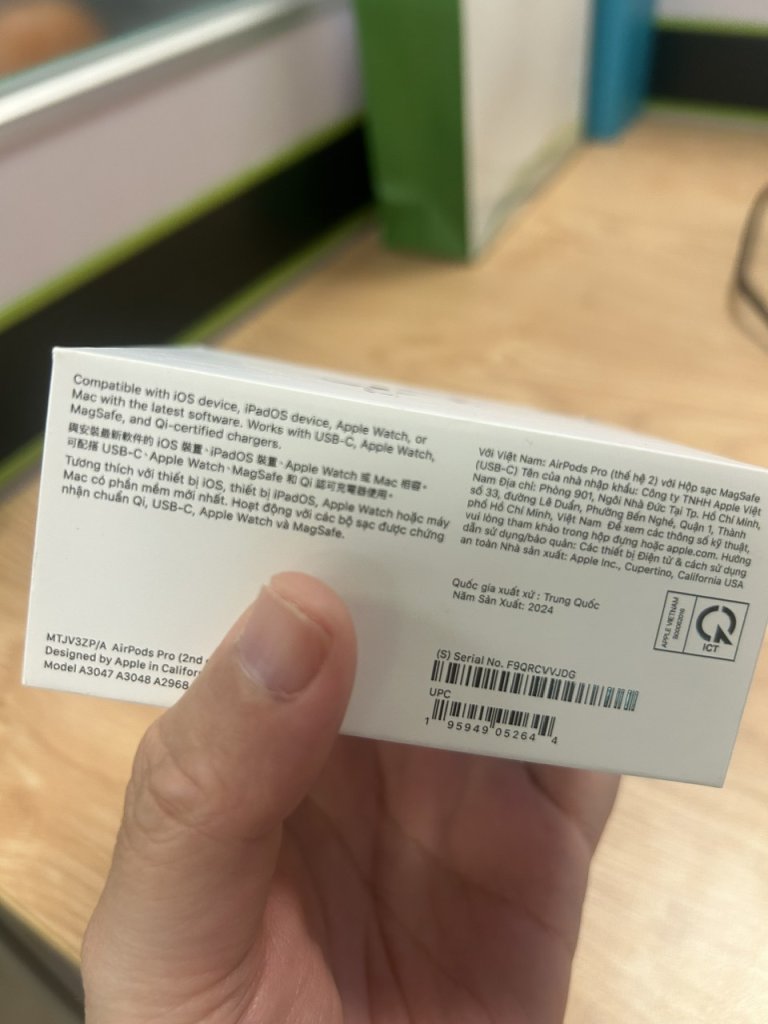 Compatible with iOS device, iPadOS device, Apple Watch, or
Mac with the latest software. Works with USB-C, Apple Watch,
MagSafe, and Qi-certified chargers.
與安裝最新軟件的 iOS 裝置、iPadOS 裝置、Apple Watch 或 Mac 相容。
可配搭 USB-C、Apple Watch、MagSafe 和 Qi 認可充電器使用。
Tương thích với thiết bị iOS, thiết bị iPadOS, Apple Watch hoặc máy
Mac có phần mềm mới nhất. Hoạt động với các bộ sạc được chứng
nhận chuẩn Qi, USB-C, Apple Watch và MagSafe.
Với Việt Nam: AirPods Pro (thế hệ 2) với Hộp sạc MagSafe
(USB-C) Tên của nhà nhập khẩu: Công ty TNHH Apple Việt
Nam Địa chỉ: Phòng 901, Ngôi Nhà Đức Tại Tp. Hồ Chí Minh,
số 33, đường Lê Duẩn, Phường Bến Nghé, Quận 1, Thành
phố Hồ Chí Minh, Việt Nam Để xem các thông số kỹ thuật,
vui lòng tham khảo trong hộp đựng hoặc apple.com. Hướng
dẫn sử dụng/bảo quản: Các thiết bị Điện tử & cách sử dụng
an toàn Nhà sản xuất: Apple Inc., Cupertino, California USA
Quốc gia xuất xứ : Trung Quốc
Năm Sản Xuất: 2024
APPLE VIETNAM
ICT
MTJV3ZP/A AirPods Pro (2nd
Designed by Apple in Califor
Model A3047 A3048 A2968
(S) Serial No. F9QRCVVJDG
UPC
1 95949 05264 4